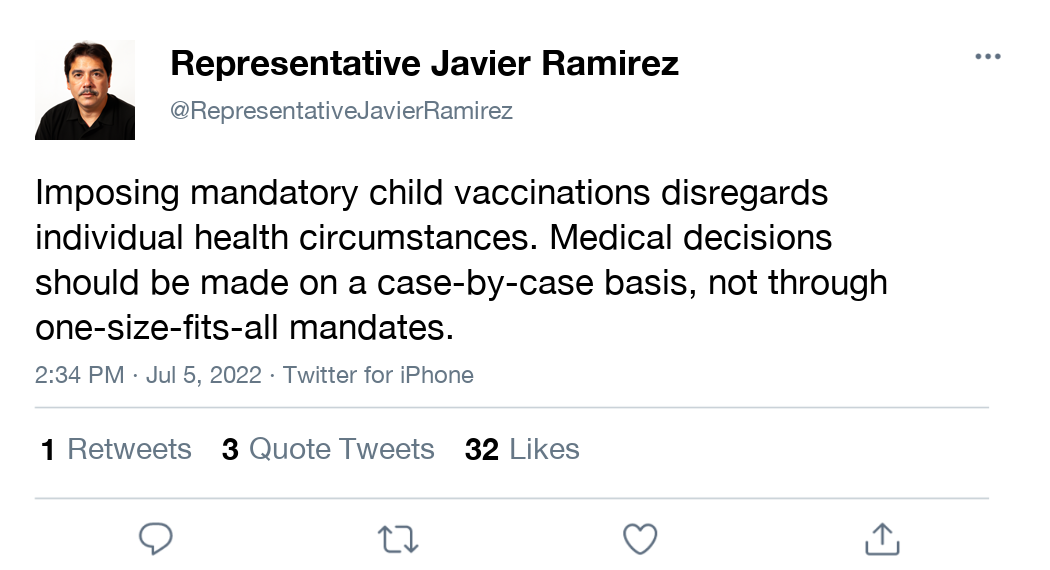 Representative Javier Ramirez
@RepresentativeJavierRamirez
Imposing mandatory child vaccinations disregards
individual health circumstances. Medical decisions
should be made on a case-by-case basis, not through
one-size-fits-all mandates.
2:34 PM · Jul 5, 2022 · Twitter for iPhone
1 Retweets 3 Quote Tweets 32 Likes